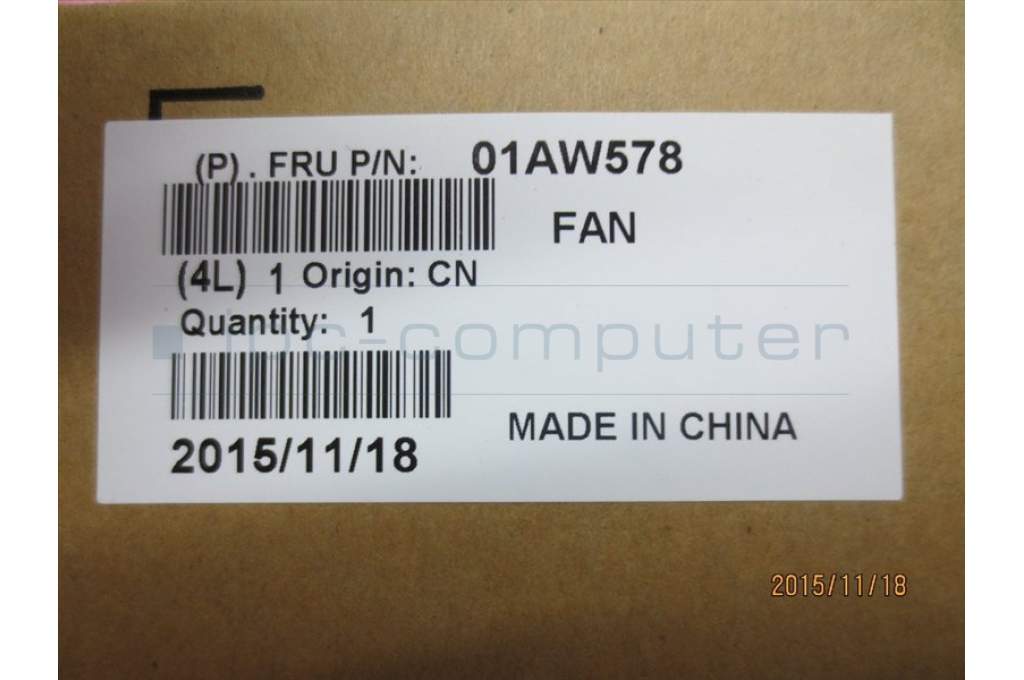 (P) . FRU P/N: 01AW578
FAN
(4L) 1 Origin: CN
Quantity: 1
ipc-computer
2015/11/18
MADE IN CHINA
2015/11/18